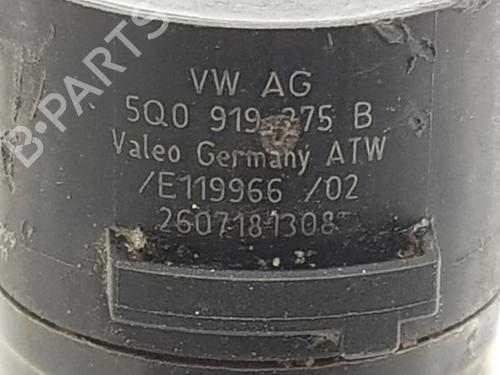 VW AG
5Q0 919 275 B
Valeo Germany ATW
/E119966 /02
2607181308
B-PARTS